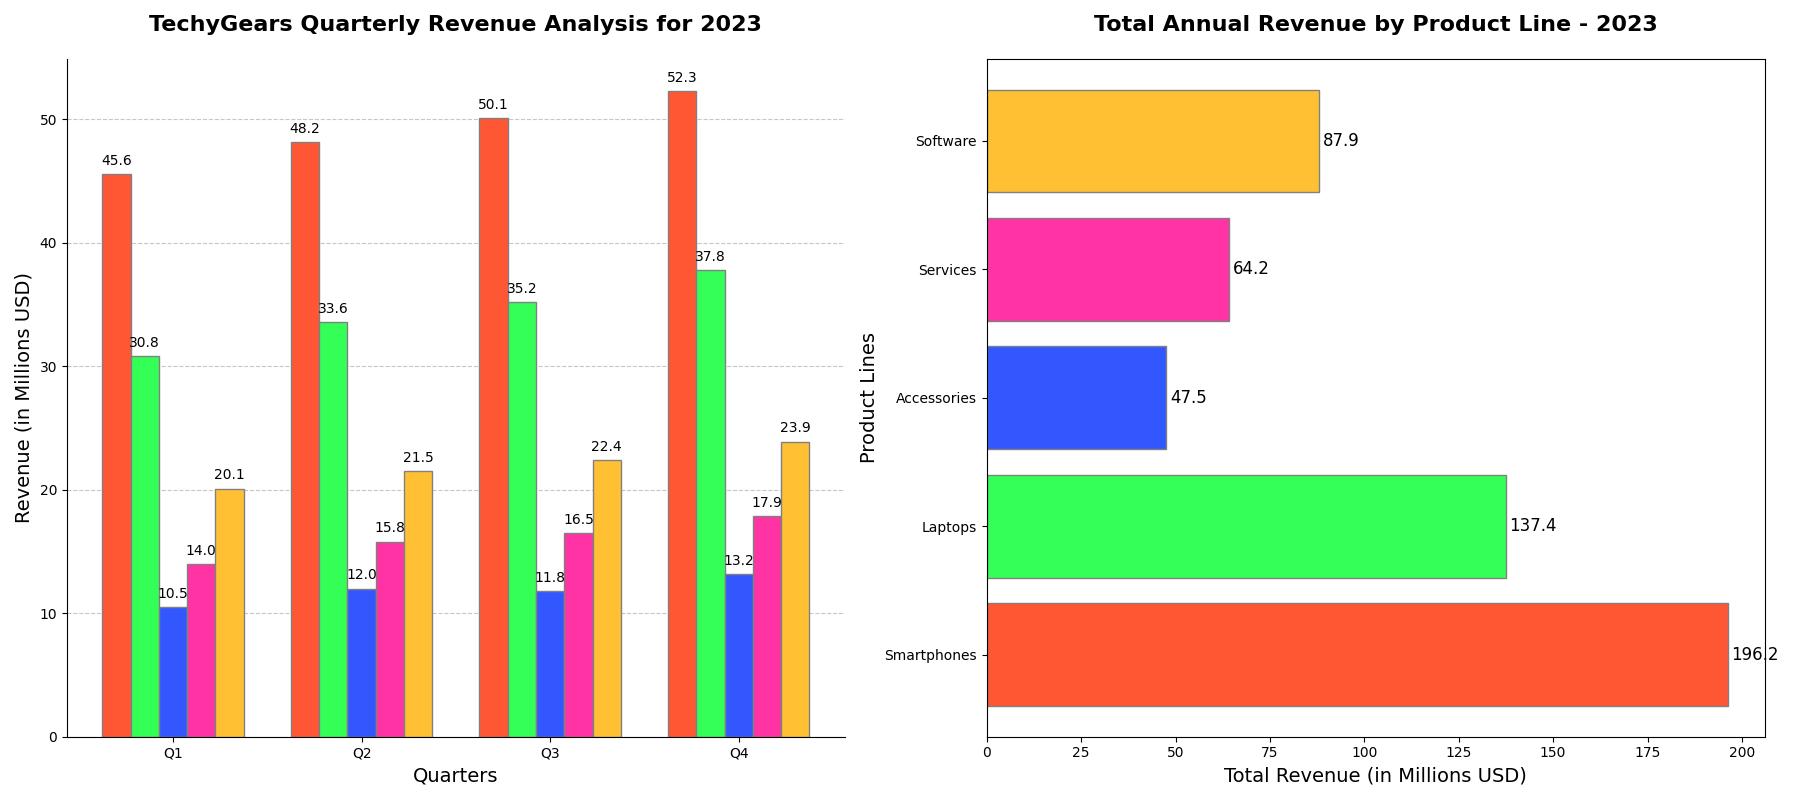 TechyGears Quarterly Revenue Analysis for 2023
Revenue (in Millions USD)
50
40
30
20
10
0
45.6
30.8
10.5
14.0
20.1
48.2
33.6
12.0
15.8
21.5
50.1
35.2
11.8
16.5
22.4
52.3
37.8
13.2
17.9
23.9
Q1
Q2
Q3
Q4
Quarters
Total Annual Revenue by Product Line - 2023
Product Lines
Software
87.9
Services
64.2
Accessories
47.5
Laptops
137.4
Smartphones
196.2
0
25
50
75
100
125
150
175
200
Total Revenue (in Millions USD)